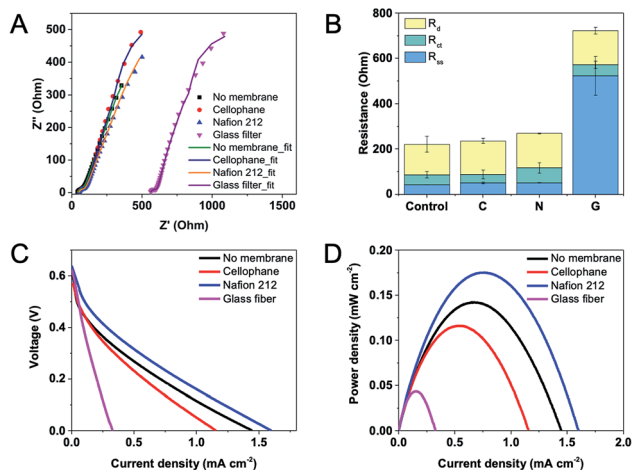 A
Z'' (Ohm)
500
400
300
200
100
0
0
500
1000
1500
Z' (Ohm)
No membrane
Cellophane
Nafion 212
Glass filter
No membrane_fit
Cellophane_fit
Nafion 212_fit
Glass filter_fit
B
Resistance (Ohm)
800
600
400
200
0
Rd
Rct
Rss
Control
C
N
G
C
Voltage (V)
0.6
0.4
0.2
0.0
0.0
0.5
1.0
1.5
Current density (mA cm-2)
No membrane
Cellophane
Nafion 212
Glass fiber
D
Power density (mW cm-2)
0.20
0.15
0.10
0.05
0.00
0.0
0.5
1.0
1.5
2.0
Current density (mA cm-2)
No membrane
Cellophane
Nafion 212
Glass fiber